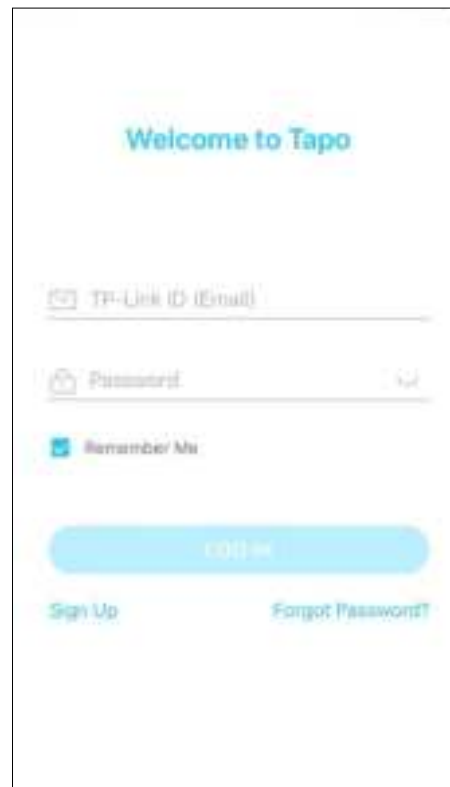 Welcome to Tapo
TP-Link ID (Email)
Password
Remember Me
LOG IN
Sign Up
Forgot Password?